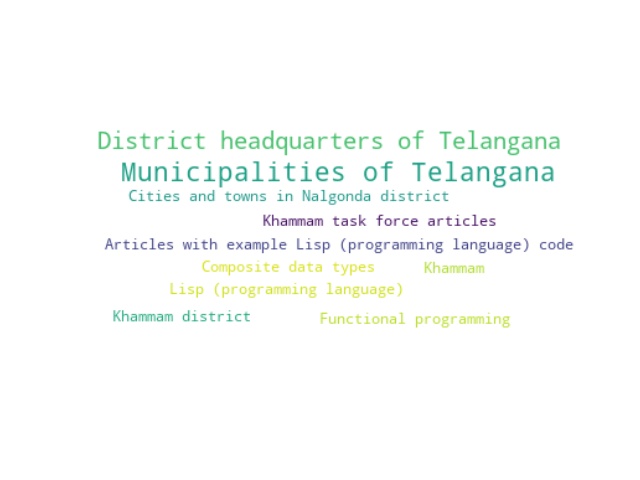 District headquarters of Telangana
Municipalities of Telangana
Cities and towns in Nalgonda district
Khammam task force articles
Articles with example Lisp (programming language) code
Composite data types
Khammam
Lisp (programming language)
Khammam district
Functional programming